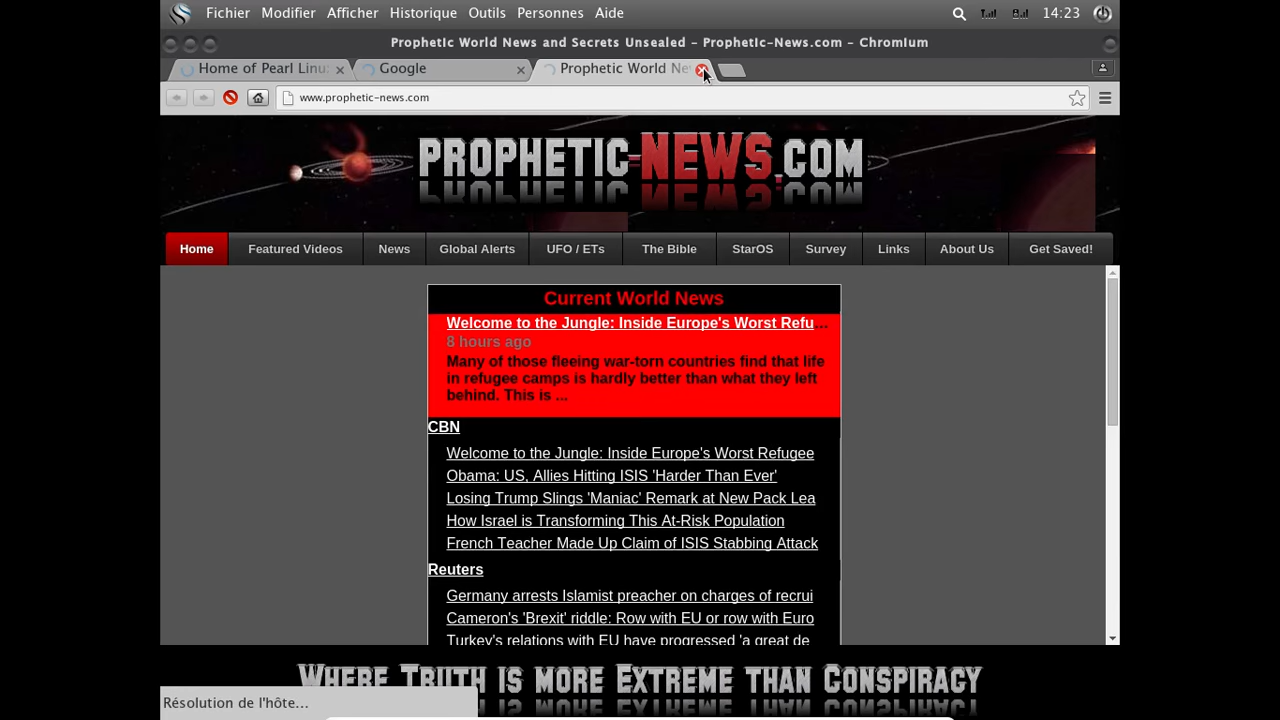 Fichier Modifier Afficher Historique Outils Personnes Aide 14:23
Prophetic World News and Secrets Unsealed - Prophetic-News.com - Chromium
Home of Pearl Linu Google Prophetic World Ne
www.prophetic-news.com
PROPHETIC-NEWS.COM
Home Featured Videos News Global Alerts UFO / ETs The Bible StarOS Survey Links About Us Get Saved!
Current World News
Welcome to the Jungle: Inside Europe's Worst Refu...
8 hours ago
Many of those fleeing war-torn countries find that life
in refugee camps is hardly better than what they left
behind. This is ...
CBN
Welcome to the Jungle: Inside Europe's Worst Refugee
Obama: US, Allies Hitting ISIS 'Harder Than Ever'
Losing Trump Slings 'Maniac' Remark at New Pack Lea
How Israel is Transforming This At-Risk Population
French Teacher Made Up Claim of ISIS Stabbing Attack
Reuters
Germany arrests Islamist preacher on charges of recrui
Cameron's 'Brexit' riddle: Row with EU or row with Euro
Turkey's relations with EU have progressed 'a great de
Where Truth is more Extreme than Conspiracy
Résolution de l'hôte...